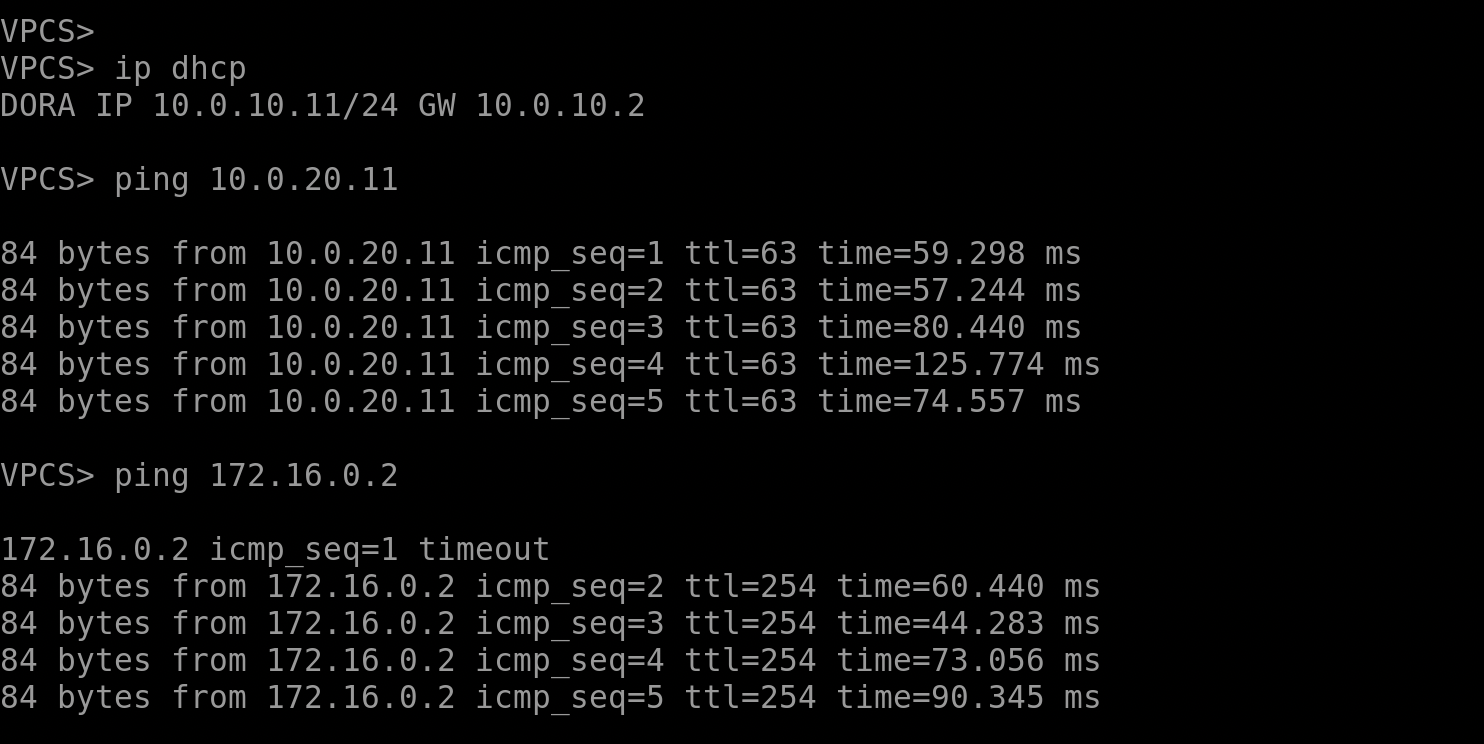 VPCS>
VPCS> ip dhcp
DORA IP 10.0.10.11/24 GW 10.0.10.2
VPCS> ping 10.0.20.11
84 bytes from 10.0.20.11 icmp_seq=1 ttl=63 time=59.298 ms
84 bytes from 10.0.20.11 icmp_seq=2 ttl=63 time=57.244 ms
84 bytes from 10.0.20.11 icmp_seq=3 ttl=63 time=80.440 ms
84 bytes from 10.0.20.11 icmp_seq=4 ttl=63 time=125.774 ms
84 bytes from 10.0.20.11 icmp_seq=5 ttl=63 time=74.557 ms
VPCS> ping 172.16.0.2
172.16.0.2 icmp_seq=1 timeout
84 bytes from 172.16.0.2 icmp_seq=2 ttl=254 time=60.440 ms
84 bytes from 172.16.0.2 icmp_seq=3 ttl=254 time=44.283 ms
84 bytes from 172.16.0.2 icmp_seq=4 ttl=254 time=73.056 ms
84 bytes from 172.16.0.2 icmp_seq=5 ttl=254 time=90.345 ms